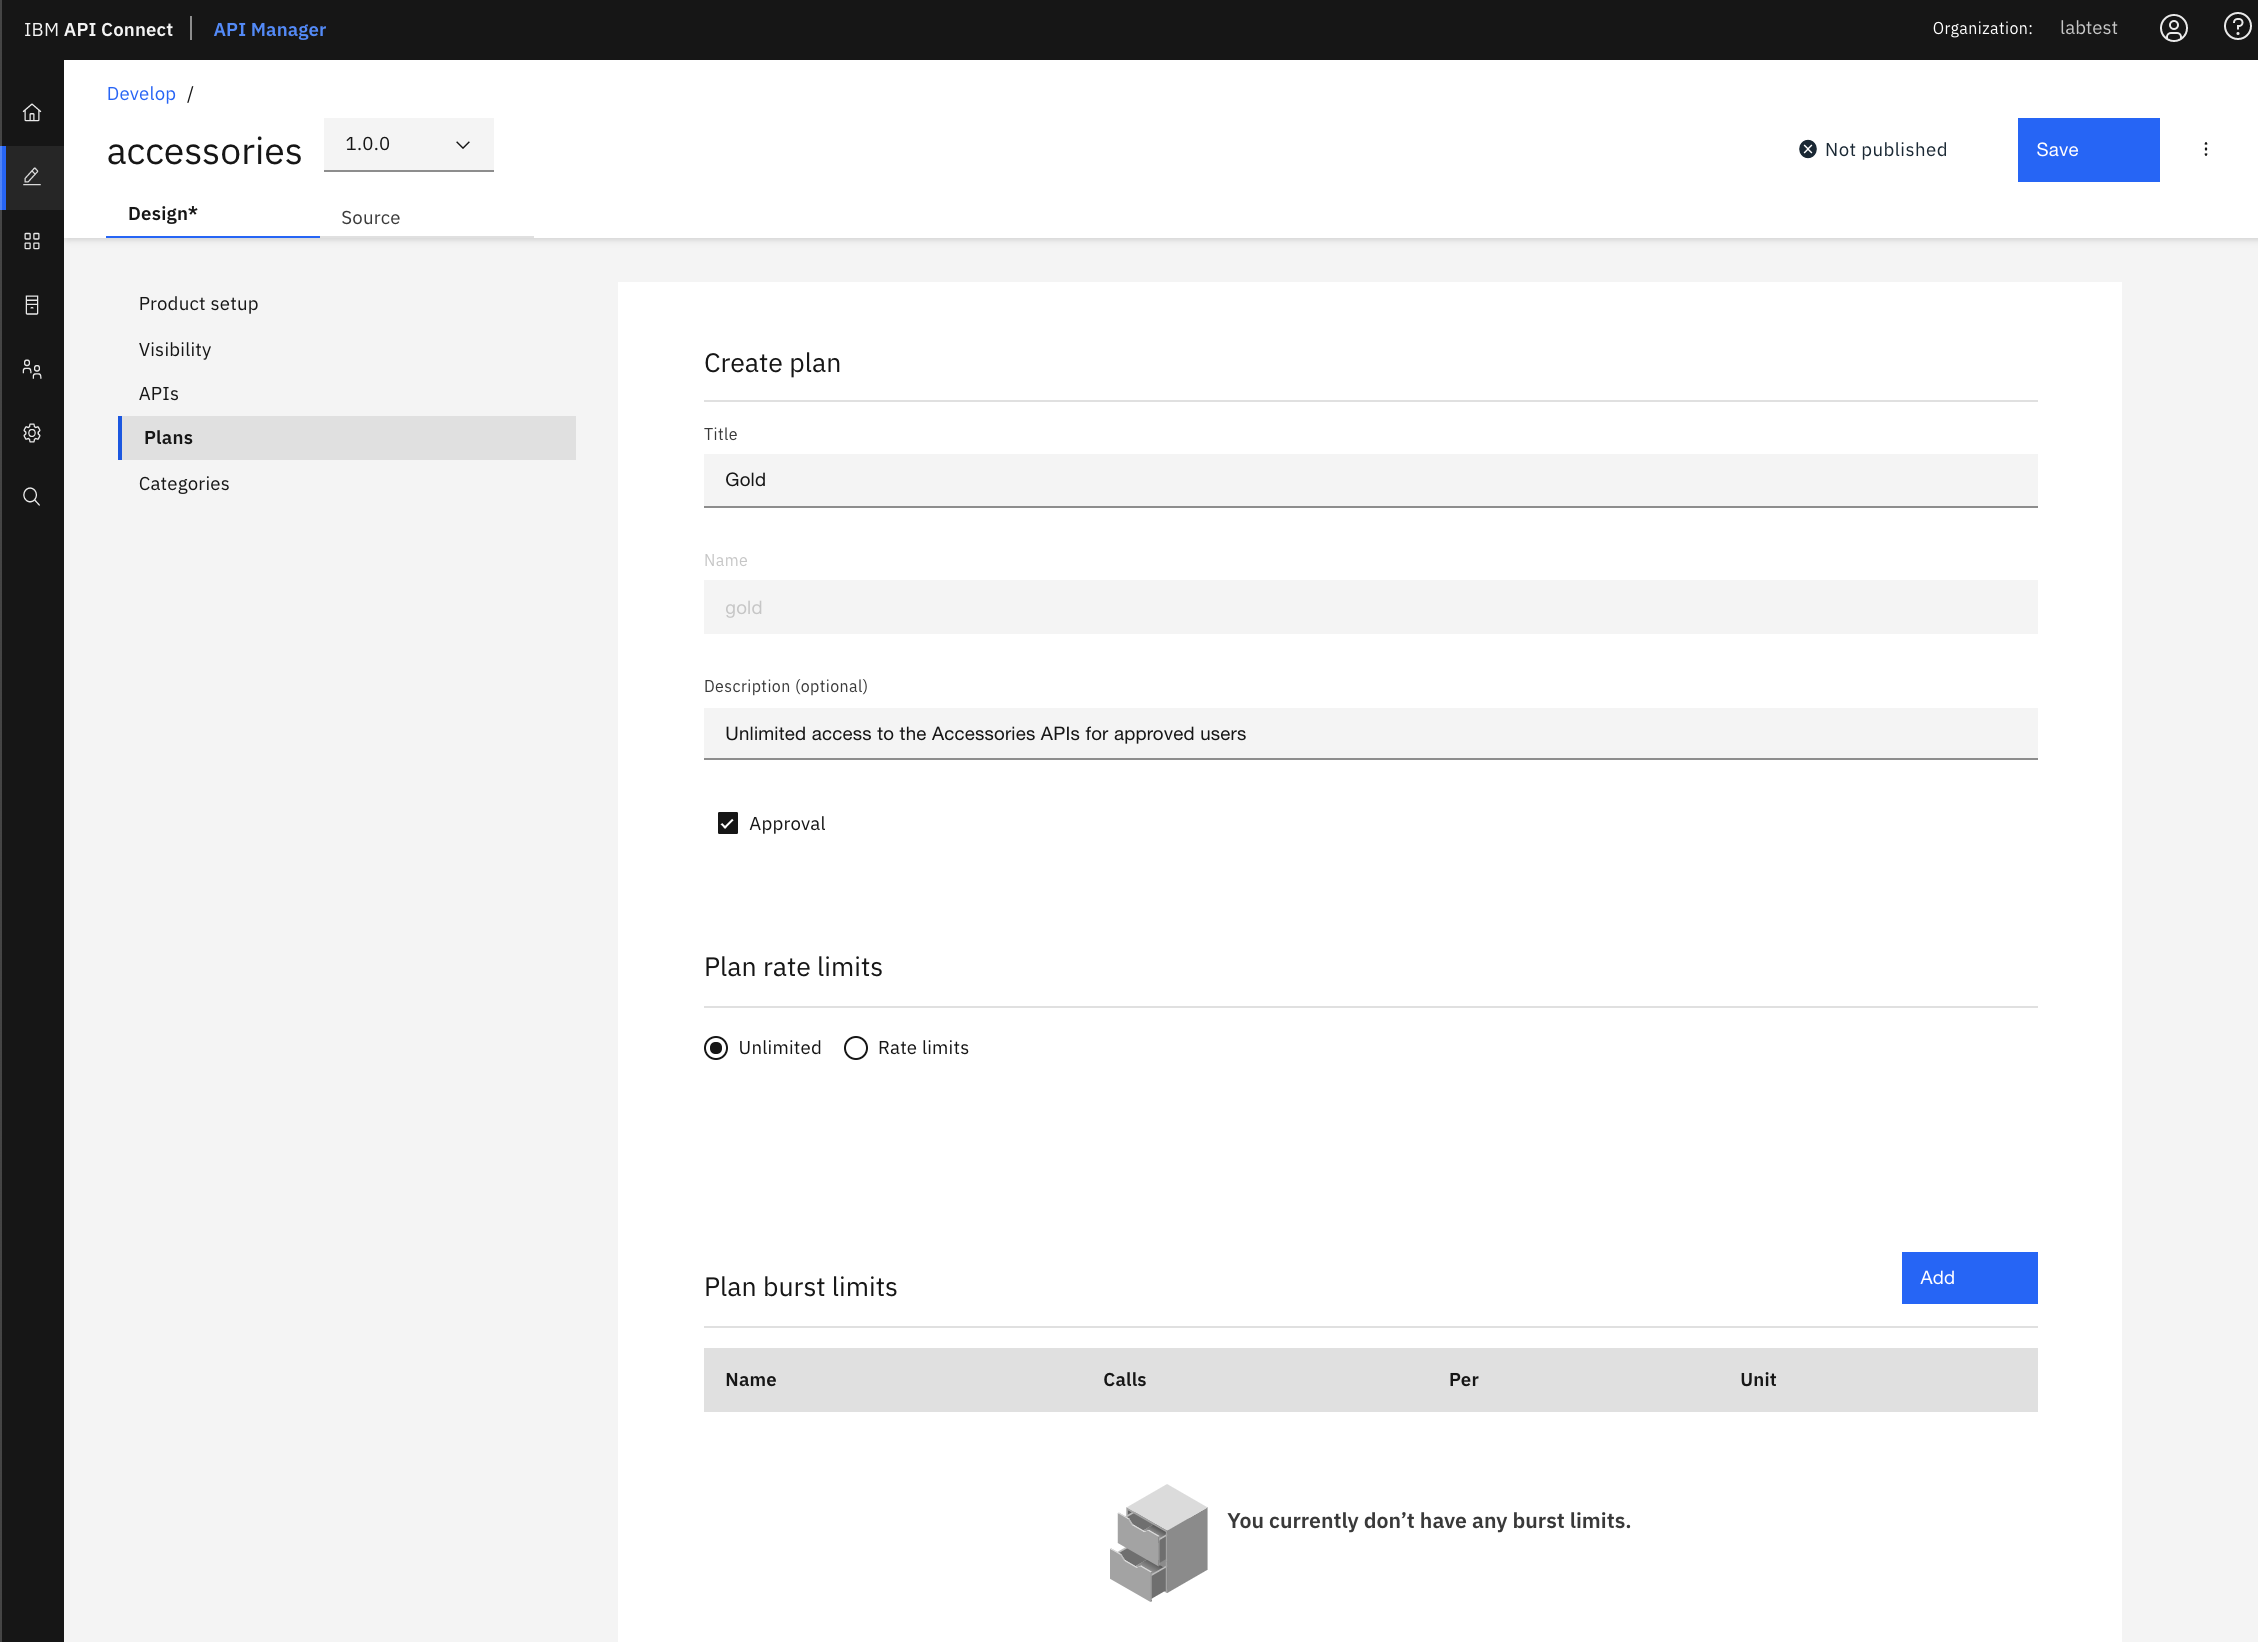 IBM API Connect | API Manager
Organization: labtest
Develop /
accessories
1.0.0
Not published
Save
Design*
Source
Product setup
Visibility
APIs
Plans
Categories
Create plan
Title
Gold
Name
gold
Description (optional)
Unlimited access to the Accessories APIs for approved users
Approval
Plan rate limits
Unlimited
Rate limits
Plan burst limits
Add
Name Calls Per Unit
You currently don’t have any burst limits.